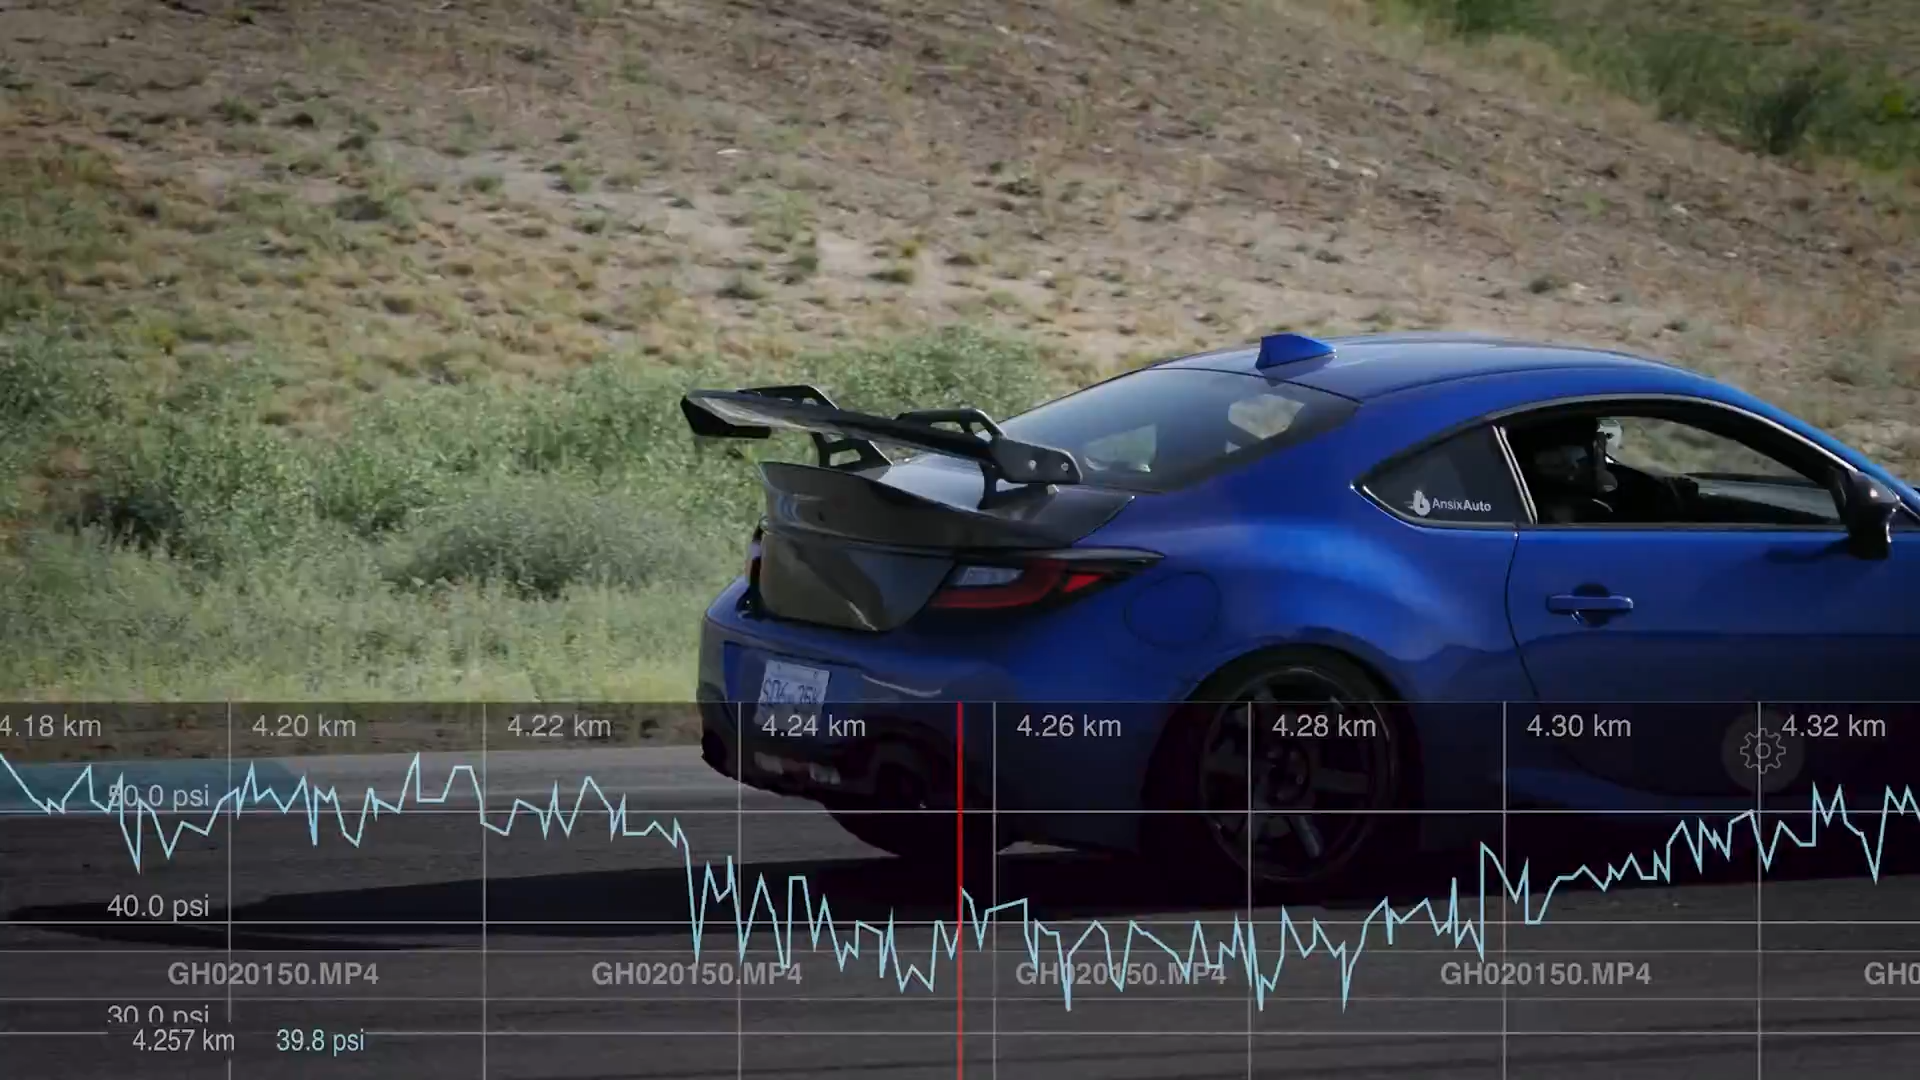 AnsixAuto
4.18 km 4.20 km 4.22 km 4.24 km 4.26 km 4.28 km 4.30 km 4.32 km
50.0 psi
40.0 psi
GH020150.MP4 GH020150.MP4 GH020150.MP4 GH020150.MP4 GH0
30.0 psi
4.257 km 39.8 psi